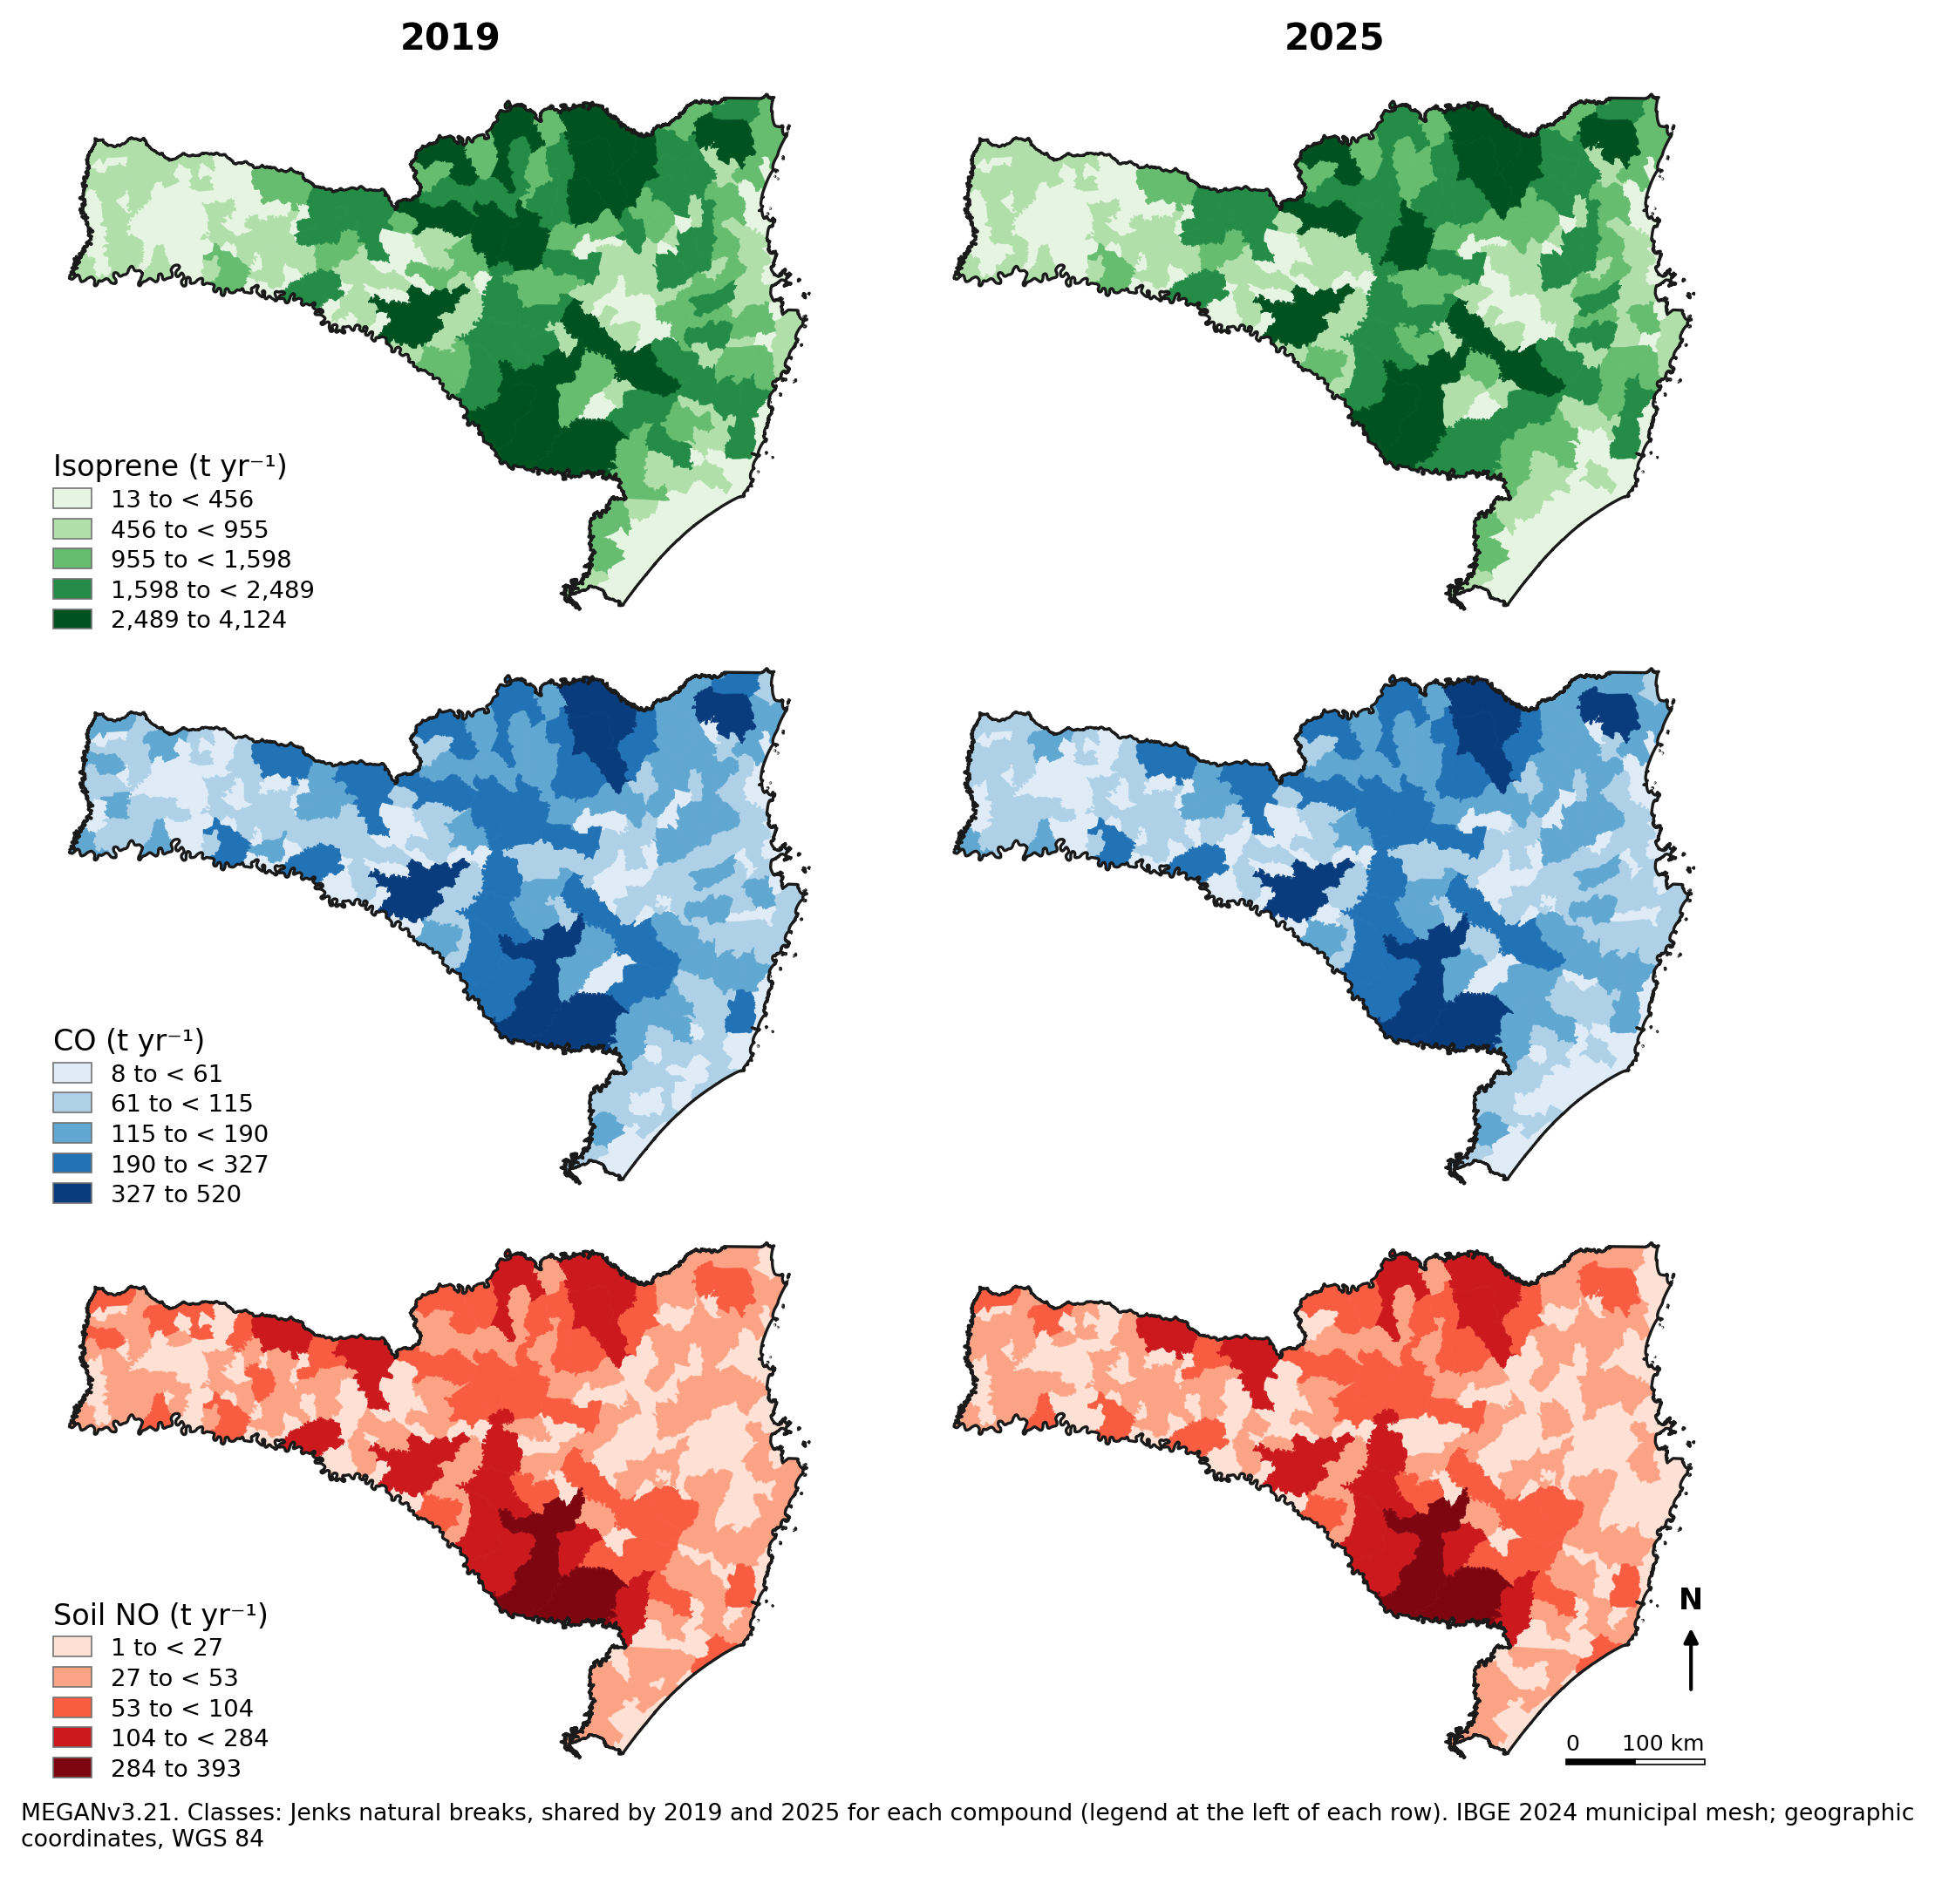 2019
2025
Isoprene (t yr⁻¹)
13 to < 456
456 to < 955
955 to < 1,598
1,598 to < 2,489
2,489 to 4,124
CO (t yr⁻¹)
8 to < 61
61 to < 115
115 to < 190
190 to < 327
327 to 520
Soil NO (t yr⁻¹)
1 to < 27
27 to < 53
53 to < 104
104 to < 284
284 to 393
N
0 100 km
MEGANv3.21. Classes: Jenks natural breaks, shared by 2019 and 2025 for each compound (legend at the left of each row). IBGE 2024 municipal mesh; geographic
coordinates, WGS 84